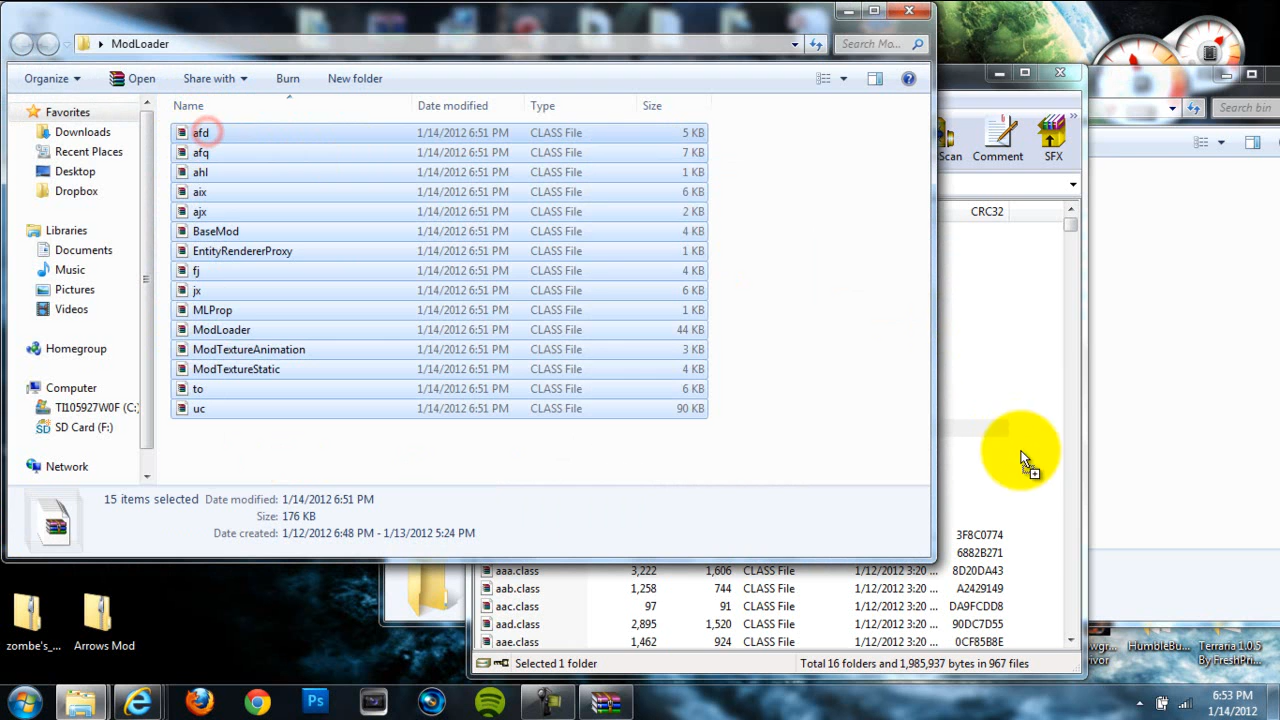 ModLoader
Search Mo...
Organize
Open
Share with
Burn
New folder
Name Date modified Type Size
Favorites
Downloads
Recent Places
Desktop
Dropbox
Libraries
Documents
Music
Pictures
Videos
Homegroup
Computer
TI105927W0F (C:)
SD Card (F:)
Network
afd 1/14/2012 6:51 PM CLASS File 5 KB
afq 1/14/2012 6:51 PM CLASS File 7 KB
ahl 1/14/2012 6:51 PM CLASS File 1 KB
aix 1/14/2012 6:51 PM CLASS File 6 KB
ajx 1/14/2012 6:51 PM CLASS File 2 KB
BaseMod 1/14/2012 6:51 PM CLASS File 4 KB
EntityRendererProxy 1/14/2012 6:51 PM CLASS File 1 KB
fj 1/14/2012 6:51 PM CLASS File 4 KB
jx 1/14/2012 6:51 PM CLASS File 6 KB
MLProp 1/14/2012 6:51 PM CLASS File 1 KB
ModLoader 1/14/2012 6:51 PM CLASS File 44 KB
ModTextureAnimation 1/14/2012 6:51 PM CLASS File 3 KB
ModTextureStatic 1/14/2012 6:51 PM CLASS File 4 KB
to 1/14/2012 6:51 PM CLASS File 6 KB
uc 1/14/2012 6:51 PM CLASS File 90 KB
15 items selected Date modified: 1/14/2012 6:51 PM
Size: 176 KB
Date created: 1/12/2012 6:48 PM - 1/13/2012 5:24 PM
Scan Comment SFX
CRC32
3F8C0774
6882B271
aaa.class 3,222 1,606 CLASS File 1/12/2012 3:20 ... 8D20DA43
aab.class 1,258 744 CLASS File 1/12/2012 3:20 ... A2429149
aac.class 97 91 CLASS File 1/12/2012 3:20 ... DA9FCDD8
aad.class 2,895 1,520 CLASS File 1/12/2012 3:20 ... 90DC7D55
aae.class 1,462 924 CLASS File 1/12/2012 3:20 ... 0CF85B8E
Selected 1 folder
Total 16 folders and 1,985,937 bytes in 967 files
Search bin
zombe's_...
Arrows Mod
HumbleBu...
Terraria 1.0.5
By FreshPri...
Ps
6:53 PM
1/14/2012